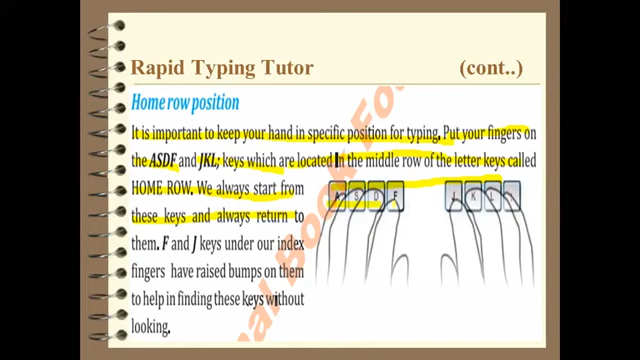 Rapid Typing Tutor (cont..)
Home row position
It is important to keep your hand in specific position for typing. Put your fingers on
the ASDF and JKL; keys which are located In the middle row of the letter keys called
HOME ROW. We always start from
these keys and always return to
them. F and J keys under our index
fingers have raised bumps on them
to help in finding these keys without
looking.
A S D F J K L ;
Book